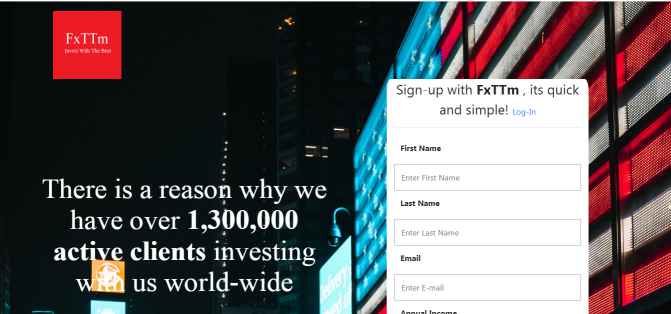 FxTTm
Invest With The Best
Sign-up with FxTTm , its quick
and simple! Log-In
First Name
Enter First Name
Last Name
Enter Last Name
Email
Enter E-mail
Annual Income
There is a reason why we
have over 1,300,000
active clients investing
with us world-wide
delivery